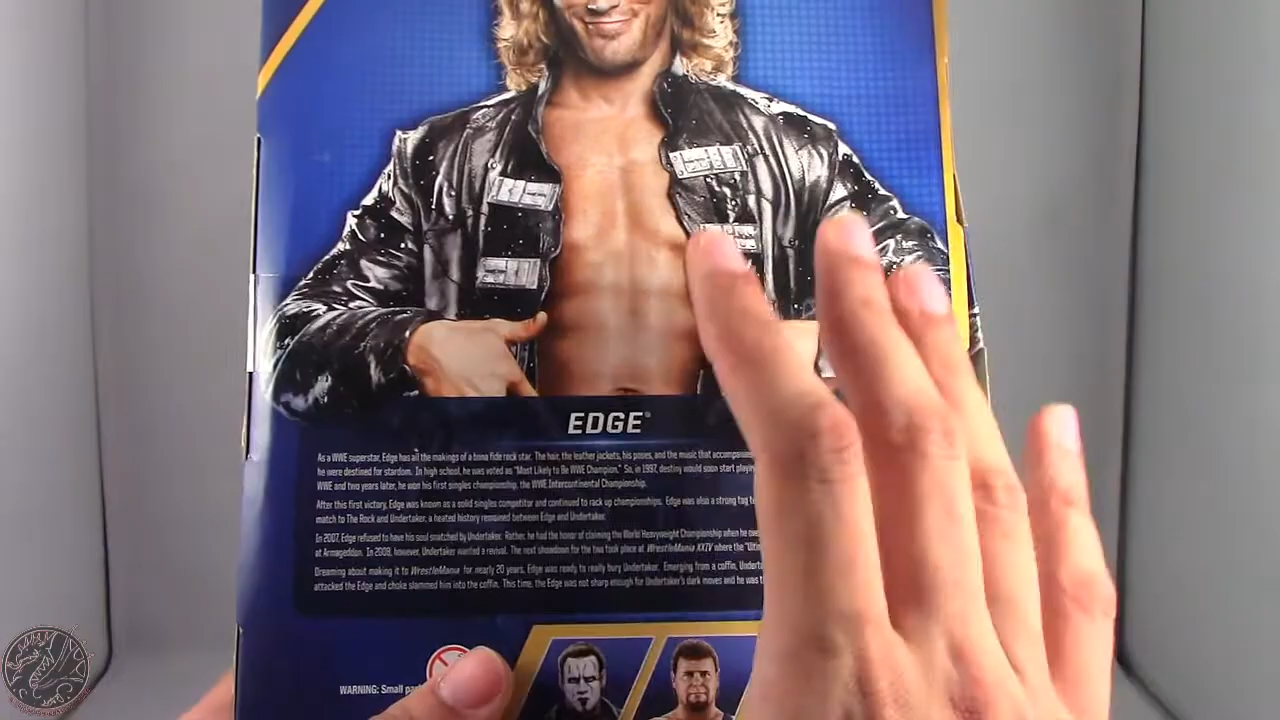 EDGE
As a WWE superstar, Edge has all the makings of a bona fide rock star. The hair, the leather jackets, his poses, and the music that accompanie
he were destined for stardom. In high school, he was voted as "Most Likely to Be WWE Champion." So, in 1997, destiny would soon start playin
WWE and two years later, he won his first singles championship, the WWE Intercontinental Championship.
After this first victory, Edge was known as a solid singles competitor and continued to rack up championships. Edge was also a strong tag t
match to The Rock and Undertaker, a heated history remained between Edge and Undertaker.
In 2007, Edge refused to have his soul snatched by Undertaker. Rather, he had the honor of claiming the World Heavyweight Championship when he
at Armageddon. In 2008, however, Undertaker wanted a revival. The next showdown for the two took place at WrestleMania XXIV where the "Ultim
Dreaming about making it to WrestleMania for nearly 20 years, Edge was ready to really bury Undertaker. Emerging from a coffin, Underta
attacked the Edge and choke slammed him into the coffin. This time, the Edge was not sharp enough for Undertaker's dark moves and he was t
WARNING: Small par